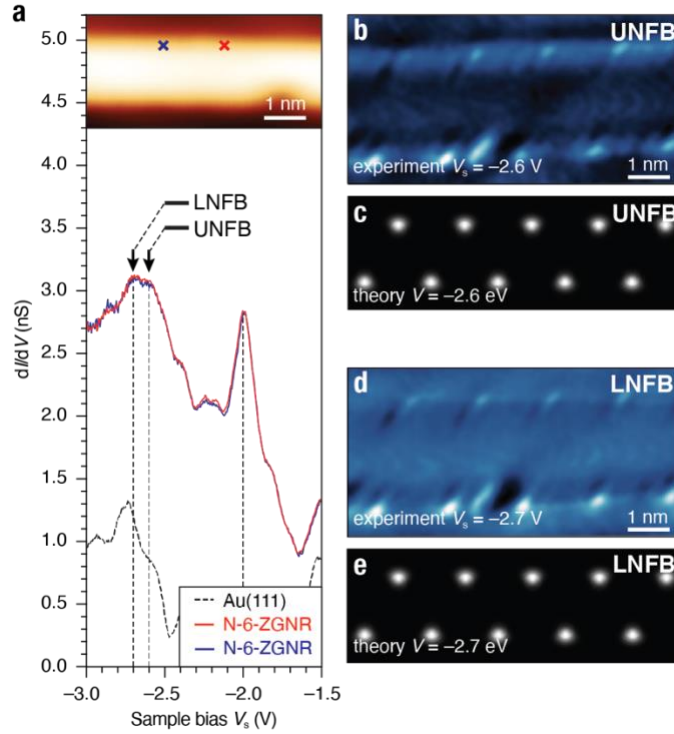 a
5.0
4.5
4.0
3.5
3.0
2.5
2.0
1.5
1.0
0.5
0.0
dI/dV (nS)
1 nm
LNFB
UNFB
Au(111)
N-6-ZGNR
N-6-ZGNR
−3.0 −2.5 −2.0 −1.5
Sample bias Vs (V)
b UNFB
experiment Vs = −2.6 V 1 nm
c UNFB
theory V = −2.6 eV
d LNFB
experiment Vs = −2.7 V 1 nm
e LNFB
theory V = −2.7 eV